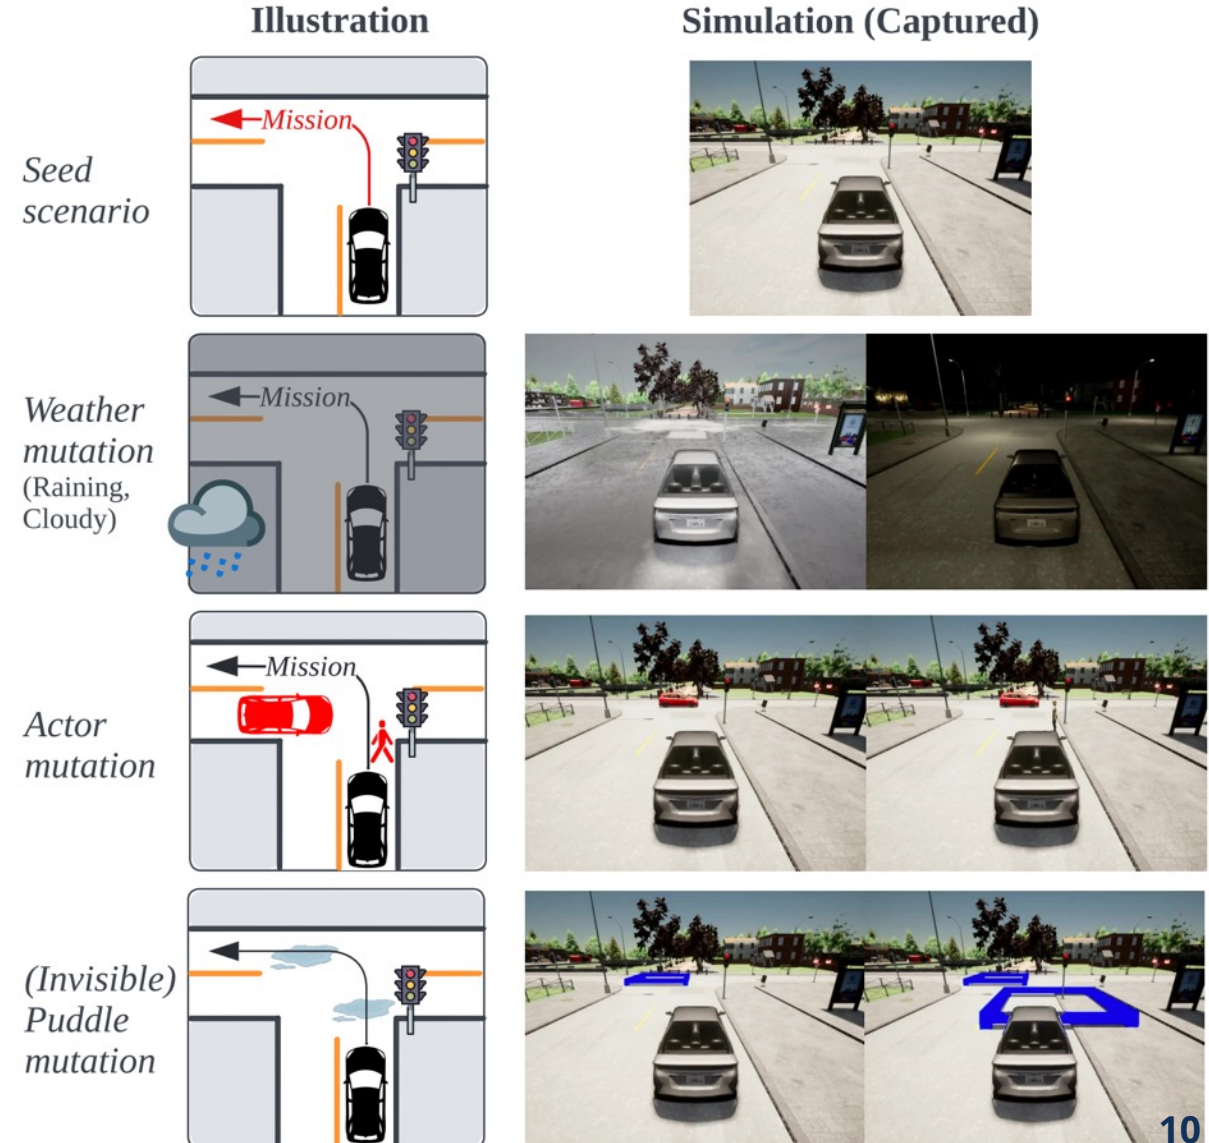 Illustration
Simulation (Captured)
Seed
scenario
Mission
Weather
mutation
(Raining,
Cloudy)
Mission
Actor
mutation
Mission
(Invisible)
Puddle
mutation
10